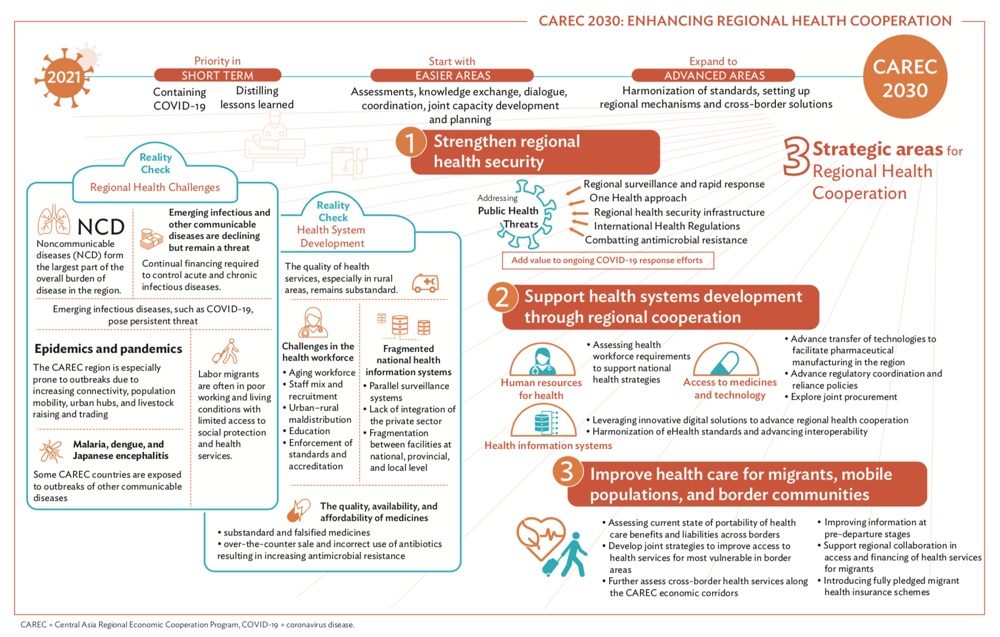 CAREC 2030: ENHANCING REGIONAL HEALTH COOPERATION
2021
Priority in
SHORT TERM
Containing
COVID-19
Distilling
lessons learned
Start with
EASIER AREAS
Assessments, knowledge exchange, dialogue,
coordination, joint capacity development
and planning
Expand to
ADVANCED AREAS
Harmonization of standards, setting up
regional mechanisms and cross-border solutions
CAREC
2030
3 Strategic areas for
Regional Health
Cooperation
Reality
Check
Regional Health Challenges
NCD
Noncommunicable
diseases (NCD) form
the largest part of the
overall burden of
disease in the region.
Emerging infectious and
other communicable
diseases are declining
but remain a threat
Continual financing required
to control acute and chronic
infectious diseases.
Emerging infectious diseases, such as COVID-19,
pose persistent threat
Epidemics and pandemics
The CAREC region is especially
prone to outbreaks due to
increasing connectivity, population
mobility, urban hubs, and livestock
raising and trading
Malaria, dengue, and
Japanese encephalitis
Some CAREC countries are exposed
to outbreaks of other communicable
diseases
Labor migrants
are often in poor
working and living
conditions with
limited access to
social protection
and health
services.
Reality
Check
Health System
Development
The quality of health
services, especially in rural
areas, remains substandard.
Challenges in the
health workforce
• Aging workforce
• Staff mix and
recruitment
• Urban–rural
maldistribution
• Education
• Enforcement of
standards and
accreditation
Fragmented
national health
information systems
• Parallel surveillance
systems
• Lack of integration of
the private sector
• Fragmentation
between facilities at
national, provincial,
and local level
The quality, availability, and
affordability of medicines
• substandard and falsified medicines
• over-the-counter sale and incorrect use of antibiotics
resulting in increasing antimicrobial resistance
1 Strengthen regional
health security
Addressing
Public Health
Threats
Regional surveillance and rapid response
One Health approach
Regional health security infrastructure
International Health Regulations
Combatting antimicrobial resistance
Add value to ongoing COVID-19 response efforts
2 Support health systems development
through regional cooperation
Human resources
for health
• Assessing health
workforce requirements
to support national
health strategies
Access to medicines
and technology
• Advance transfer of technologies to
facilitate pharmaceutical
manufacturing in the region
• Advance regulatory coordination and
reliance policies
• Explore joint procurement
Health information systems
• Leveraging innovative digital solutions to advance regional health cooperation
• Harmonization of eHealth standards and advancing interoperability
3 Improve health care for migrants, mobile
populations, and border communities
• Assessing current state of portability of health
care benefits and liabilities across borders
• Develop joint strategies to improve access to
health services for most vulnerable in border
areas
• Further assess cross-border health services along
the CAREC economic corridors
• Improving information at
pre-departure stages
• Support regional collaboration in
access and financing of health services
for migrants
• Introducing fully pledged migrant
health insurance schemes
CAREC = Central Asia Regional Economic Cooperation Program, COVID-19 = coronavirus disease.